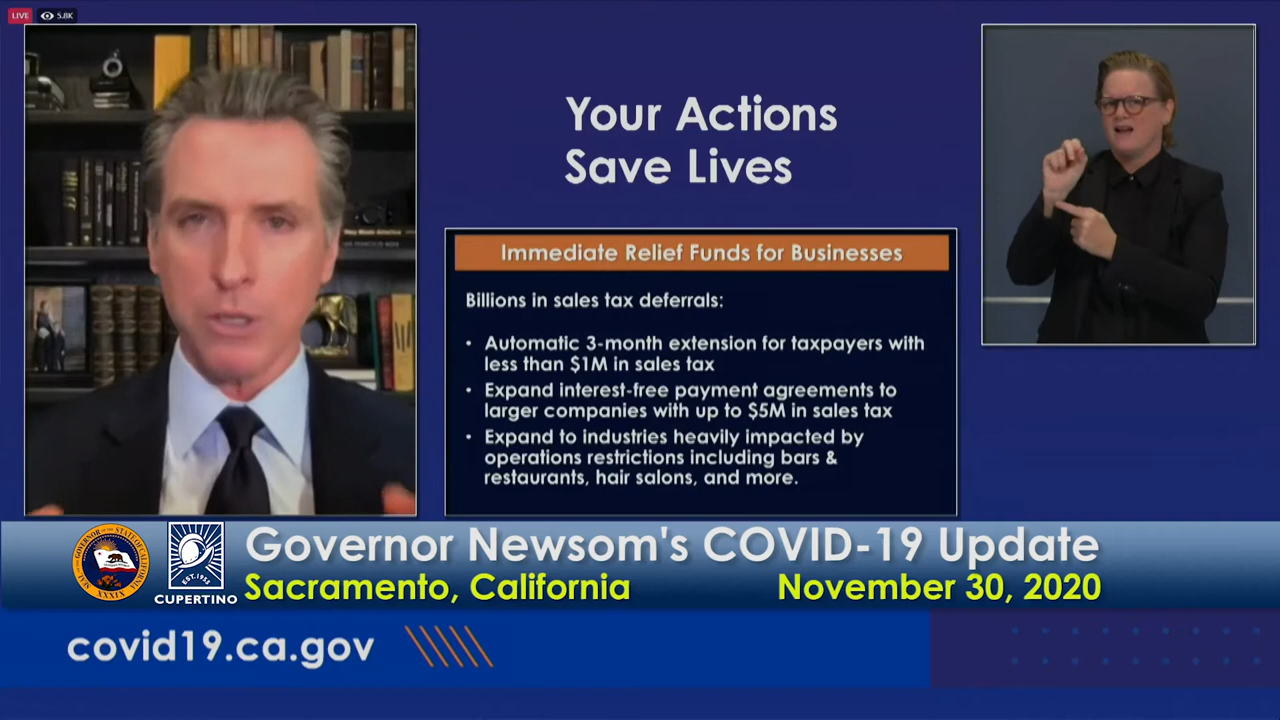 LIVE
5.8K
Your Actions
Save Lives
Immediate Relief Funds for Businesses
Billions in sales tax deferrals:
• Automatic 3-month extension for taxpayers with
less than $1M in sales tax
• Expand interest-free payment agreements to
larger companies with up to $5M in sales tax
• Expand to industries heavily impacted by
operations restrictions including bars &
restaurants, hair salons, and more.
Governor Newsom's COVID-19 Update
Sacramento, California
November 30, 2020
EST. 1955
CUPERTINO
covid19.ca.gov